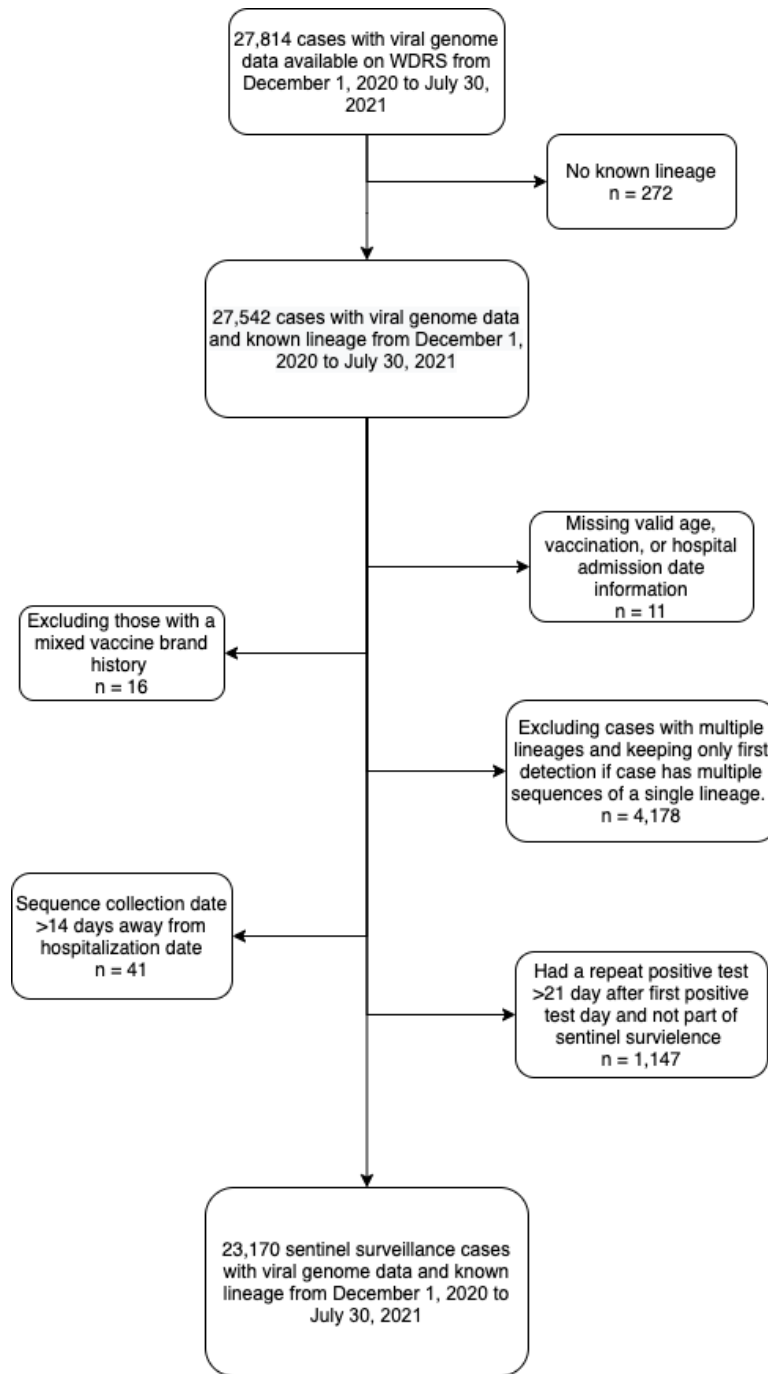 27,814 cases with viral genome
data available on WDRS from
December 1, 2020 to July 30,
2021
No known lineage
n = 272
27,542 cases with viral genome data
and known lineage from December 1,
2020 to July 30, 2021
Missing valid age,
vaccination, or hospital
admission date
information
n = 11
Excluding those with a
mixed vaccine brand
history
n = 16
Excluding cases with multiple
lineages and keeping only first
detection if case has multiple
sequences of a single lineage.
n = 4,178
Sequence collection date
>14 days away from
hospitalization date
n = 41
Had a repeat positive test
>21 day after first positive
test day and not part of
sentinel survielence
n = 1,147
23,170 sentinel surveillance cases
with viral genome data and known
lineage from December 1, 2020 to
July 30, 2021